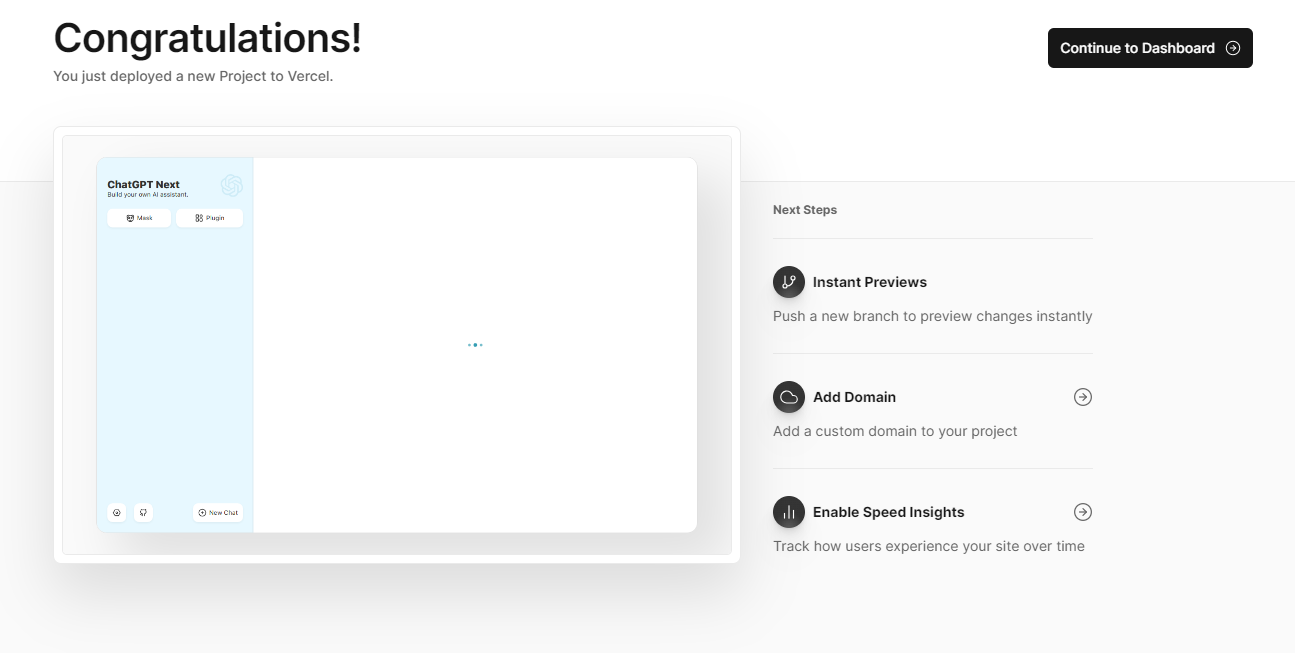 Congratulations!
You just deployed a new Project to Vercel.
Continue to Dashboard
ChatGPT Next
Build your own AI assistant.
Mask
Plugin
New Chat
Next Steps
Instant Previews
Push a new branch to preview changes instantly
Add Domain
Add a custom domain to your project
Enable Speed Insights
Track how users experience your site over time